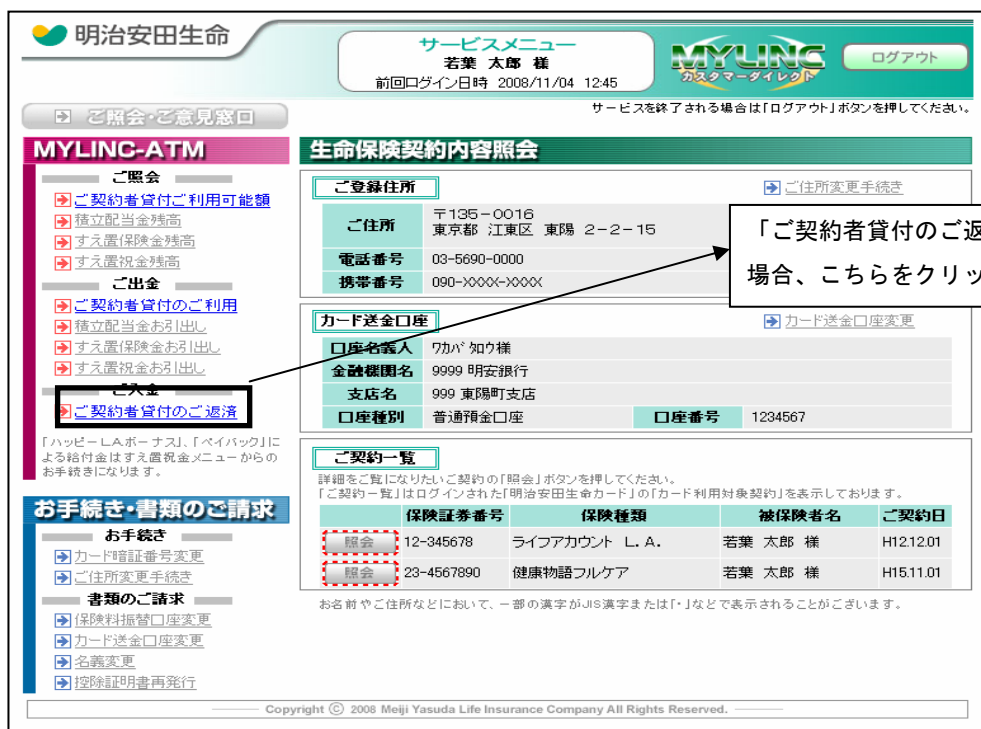 明治安田生命
サービスメニュー
若葉 太郎 様
前回ログイン日時 2008/11/04 12:45
MYLINC
カスタマーダイレクト
ログアウト
サービスを終了される場合は「ログアウト」ボタンを押してください。
ご照会・ご意見窓口
MYLINC-ATM
ご照会
ご契約者貸付ご利用可能額
積立配当金残高
すえ置保険金残高
すえ置祝金残高
ご出金
ご契約者貸付のご利用
積立配当金お引出し
すえ置保険金お引出し
すえ置祝金お引出し
ご入金
ご契約者貸付のご返済
「ハッピーLAボーナス」、「ペイバック」に
よる給付金はすえ置祝金メニューからの
お手続きになります。
お手続き・書類のご請求
お手続き
カード暗証番号変更
ご住所変更手続き
書類のご請求
保険料振替口座変更
カード送金口座変更
名義変更
控除証明書再発行
生命保険契約内容照会
ご登録住所
ご住所変更手続き
ご住所 〒135-0016
東京都 江東区 東陽 2-2-15
電話番号 03-5690-0000
携帯番号 090-XXXX-XXXX
「ご契約者貸付のご返
場合、こちらをクリッ
カード送金口座
カード送金口座変更
口座名義人 ワカバ タロウ様
金融機関名 9999 明安銀行
支店名 999 東陽町支店
口座種別 普通預金口座 口座番号 1234567
ご契約一覧
詳細をご覧になりたいご契約の「照会」ボタンを押してください。
「ご契約一覧」はログインされた「明治安田生命カード」の「カード利用対象契約」を表示しております。
保険証券番号 保険種類 被保険者名 ご契約日
照会 12-345678 ライフアカウント L.A. 若葉 太郎 様 H12.12.01
照会 23-4567890 健康物語フルケア 若葉 太郎 様 H15.11.01
お名前やご住所などにおいて、一部の漢字がJIS漢字または「・」などで表示されることがございます。
Copyright © 2008 Meiji Yasuda Life Insurance Company All Rights Reserved.